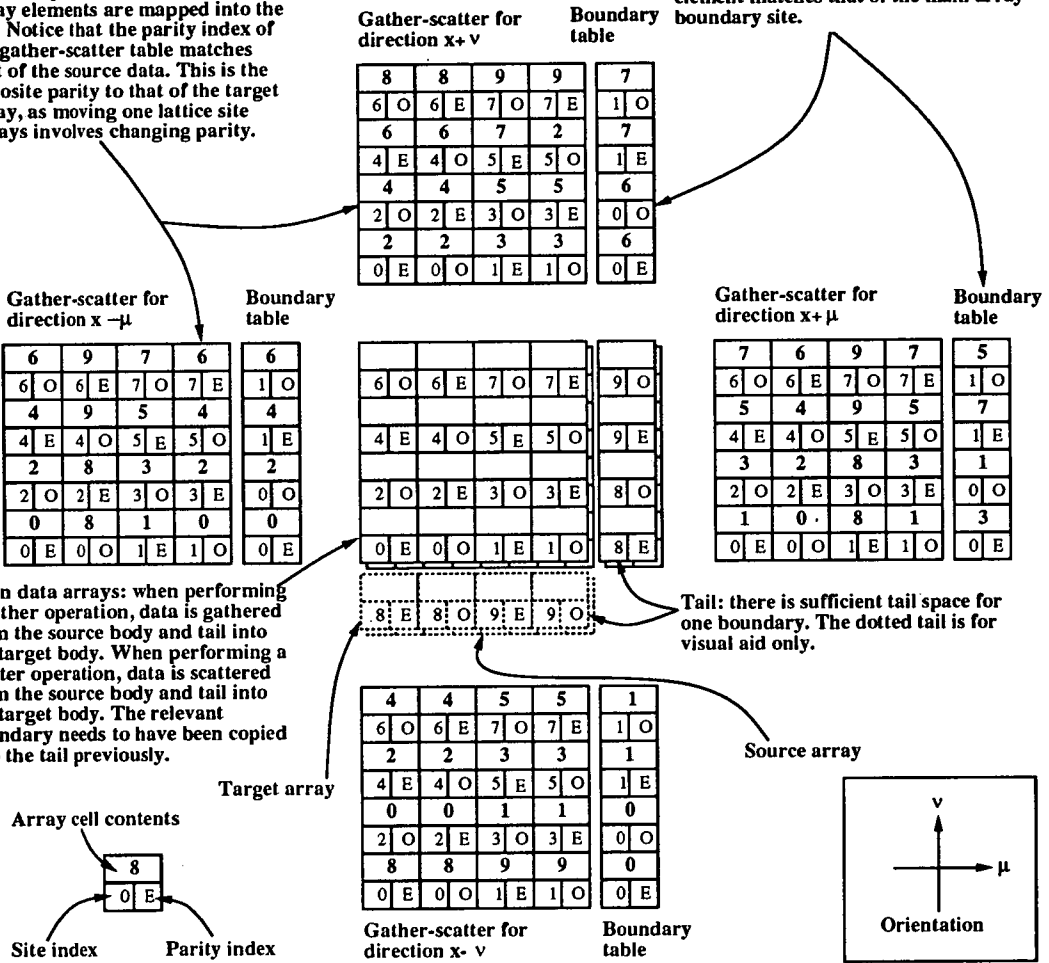 ay elements are mapped into the
. Notice that the parity index of
gather-scatter table matches
of the source data. This is the
osite parity to that of the target
ay, as moving one lattice site
ays involves changing parity.
element matches that of the main array
boundary site.
Gather-scatter for
direction x+ ν
Boundary
table
8 8 9 9 7
6 O 6 E 7 O 7 E 1 O
6 6 7 2 7
4 E 4 O 5 E 5 O 1 E
4 4 5 5 6
2 O 2 E 3 O 3 E 0 O
2 2 3 3 6
0 E 0 O 1 E 1 O 0 E
Gather-scatter for
direction x −μ
Boundary
table
6 9 7 6 6
6 O 6 E 7 O 7 E 1 O
4 9 5 4 4
4 E 4 O 5 E 5 O 1 E
2 8 3 2 2
2 O 2 E 3 O 3 E 0 O
0 8 1 0 0
0 E 0 O 1 E 1 O 0 E
6 O 6 E 7 O 7 E 9 O
4 E 4 O 5 E 5 O 9 E
2 O 2 E 3 O 3 E 8 O
0 E 0 O 1 E 1 O 8 E
8 E 8 O 9 E 9 O
Gather-scatter for
direction x+ μ
Boundary
table
7 6 9 7 5
6 O 6 E 7 O 7 E 1 O
5 4 9 5 7
4 E 4 O 5 E 5 O 1 E
3 2 8 3 1
2 O 2 E 3 O 3 E 0 O
1 0 8 1 3
0 E 0 O 1 E 1 O 0 E
n data arrays: when performing
ther operation, data is gathered
m the source body and tail into
target body. When performing a
ter operation, data is scattered
m the source body and tail into
target body. The relevant
ndary needs to have been copied
the tail previously.
Tail: there is sufficient tail space for
one boundary. The dotted tail is for
visual aid only.
Target array
Source array
4 4 5 5 1
6 O 6 E 7 O 7 E 1 O
2 2 3 3 1
4 E 4 O 5 E 5 O 1 E
0 0 1 1 0
2 O 2 E 3 O 3 E 0 O
8 8 9 9 0
0 E 0 O 1 E 1 O 0 E
Gather-scatter for
direction x- ν
Boundary
table
Array cell contents
8
0 E
Site index
Parity index
ν
μ
Orientation